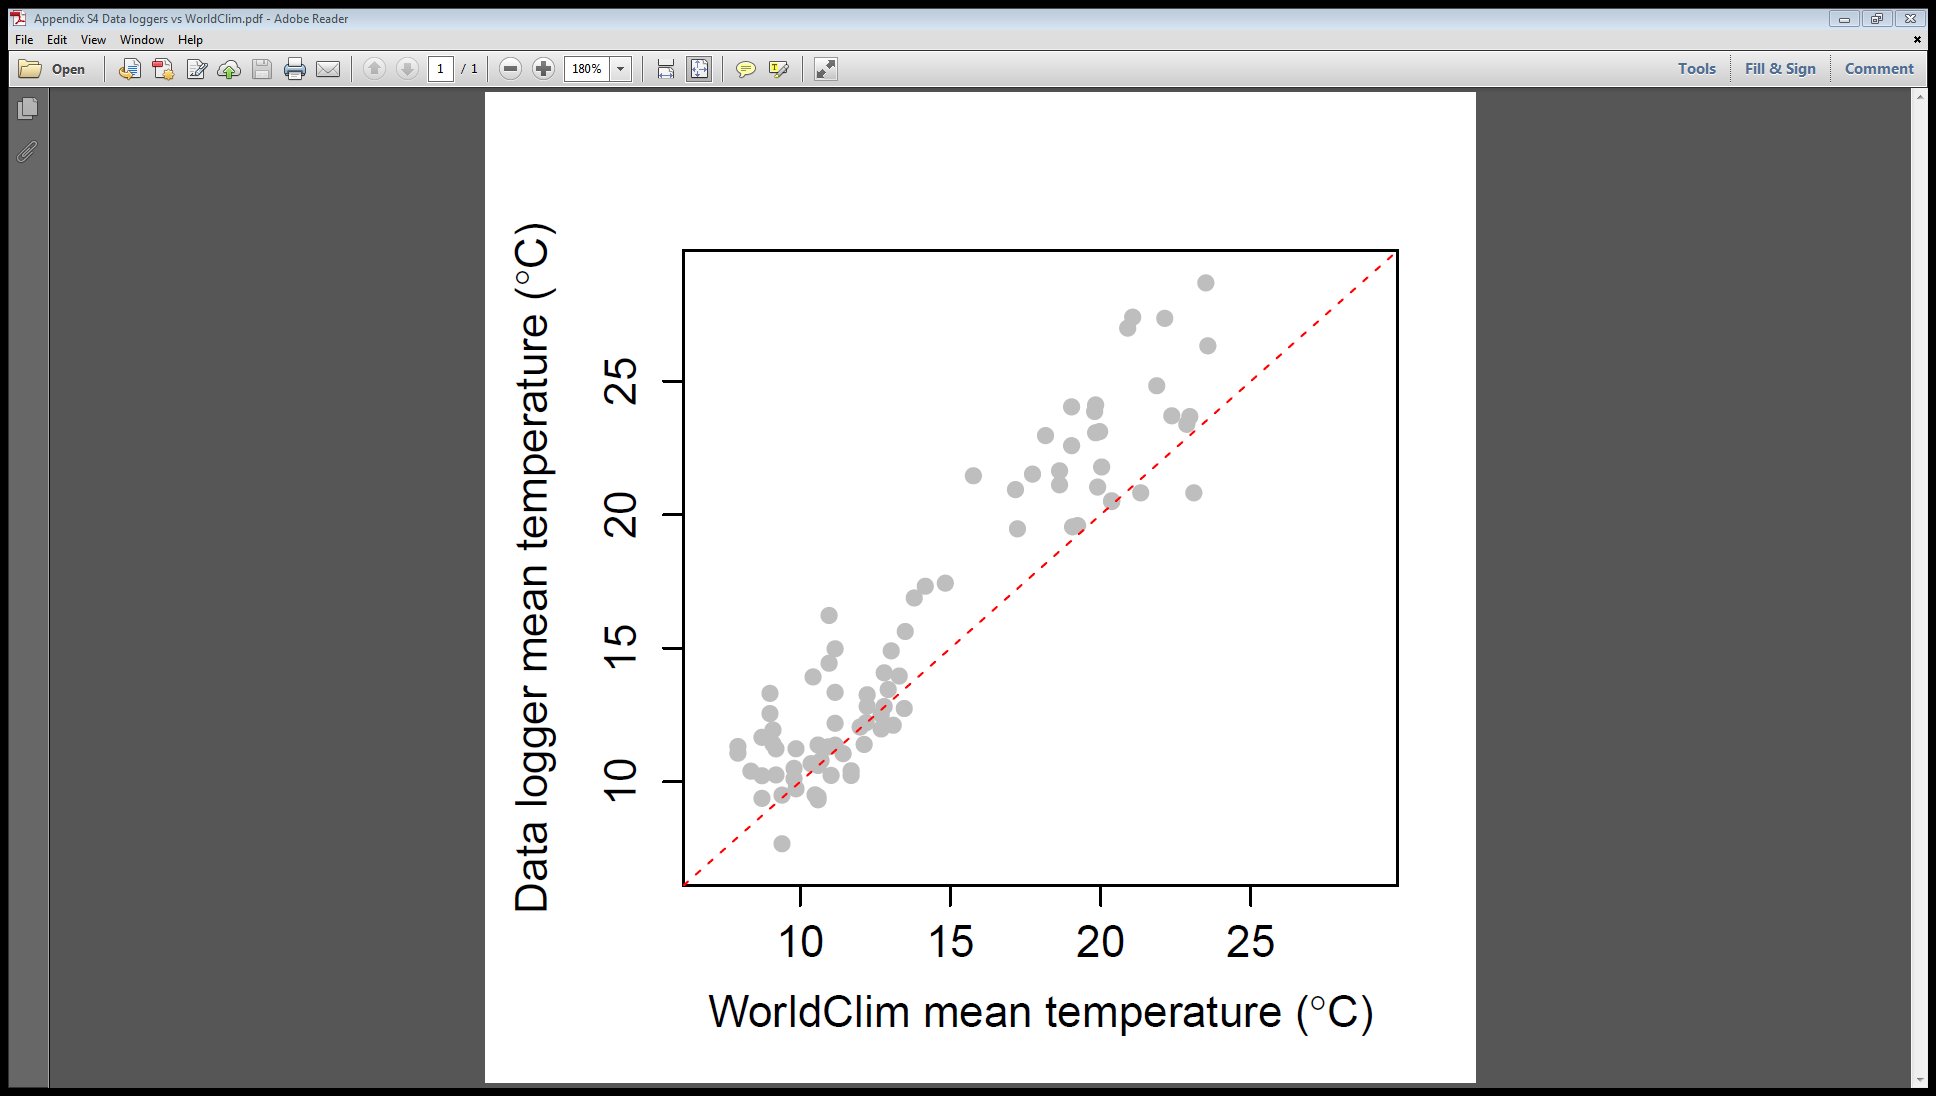 Appendix S4 Data loggers vs WorldClim.pdf - Adobe Reader
File Edit View Window Help
Open 1 / 1 180% Tools Fill & Sign Comment
Data logger mean temperature (°C)
25
20
15
10
10 15 20 25
WorldClim mean temperature (°C)